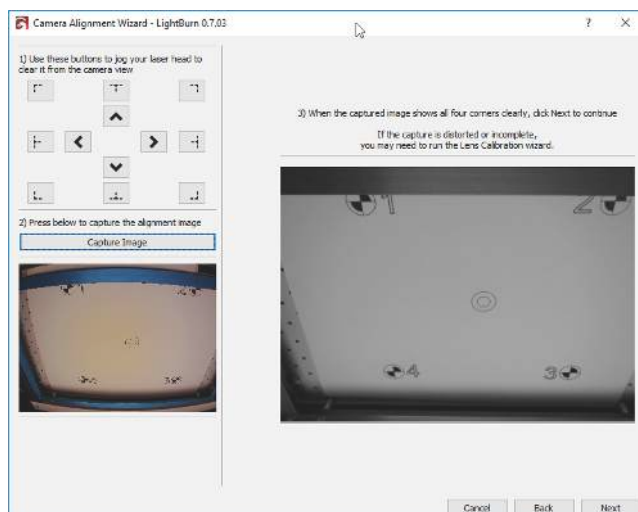 Camera Alignment Wizard - LightBurn 0.7.03
1) Use these buttons to jog your laser head to
clear it from the camera view
2) Press below to capture the alignment image
Capture Image
3) When the captured image shows all four corners clearly, click Next to continue
If the capture is distorted or incomplete,
you may need to run the Lens Calibration wizard.
1
2
4
3
Cancel
Back
Next